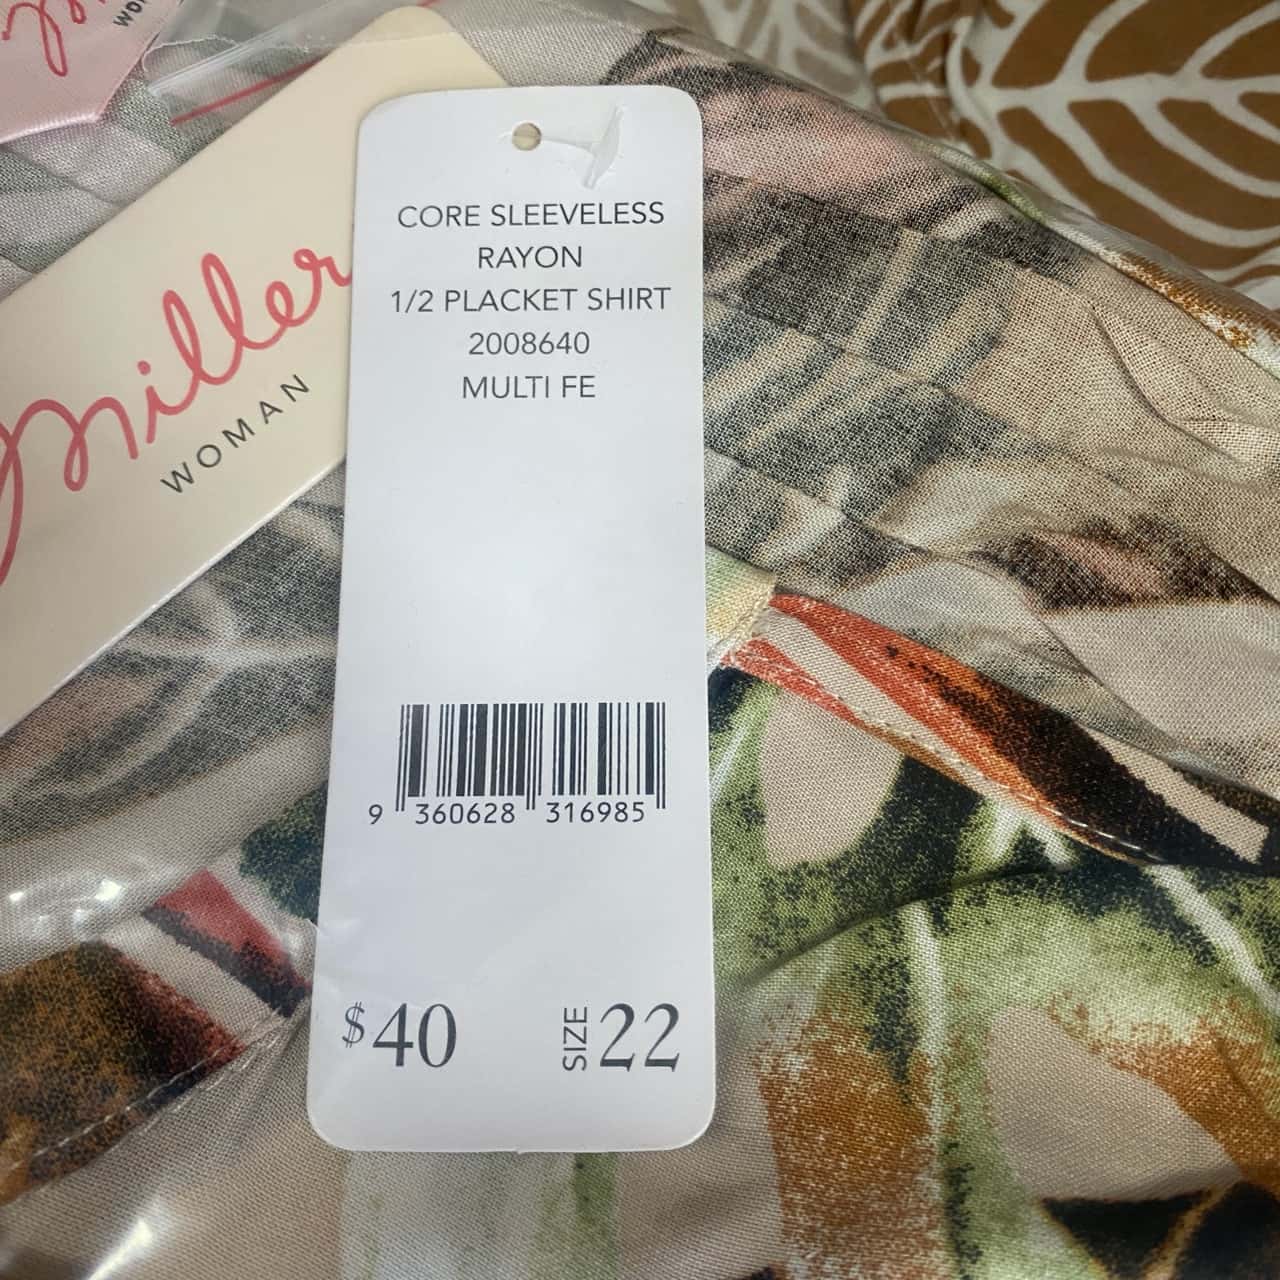 miller
WOMAN
CORE SLEEVELESS
RAYON
1/2 PLACKET SHIRT
2008640
MULTI FE
9 360628 316985
$40
SIZE 22